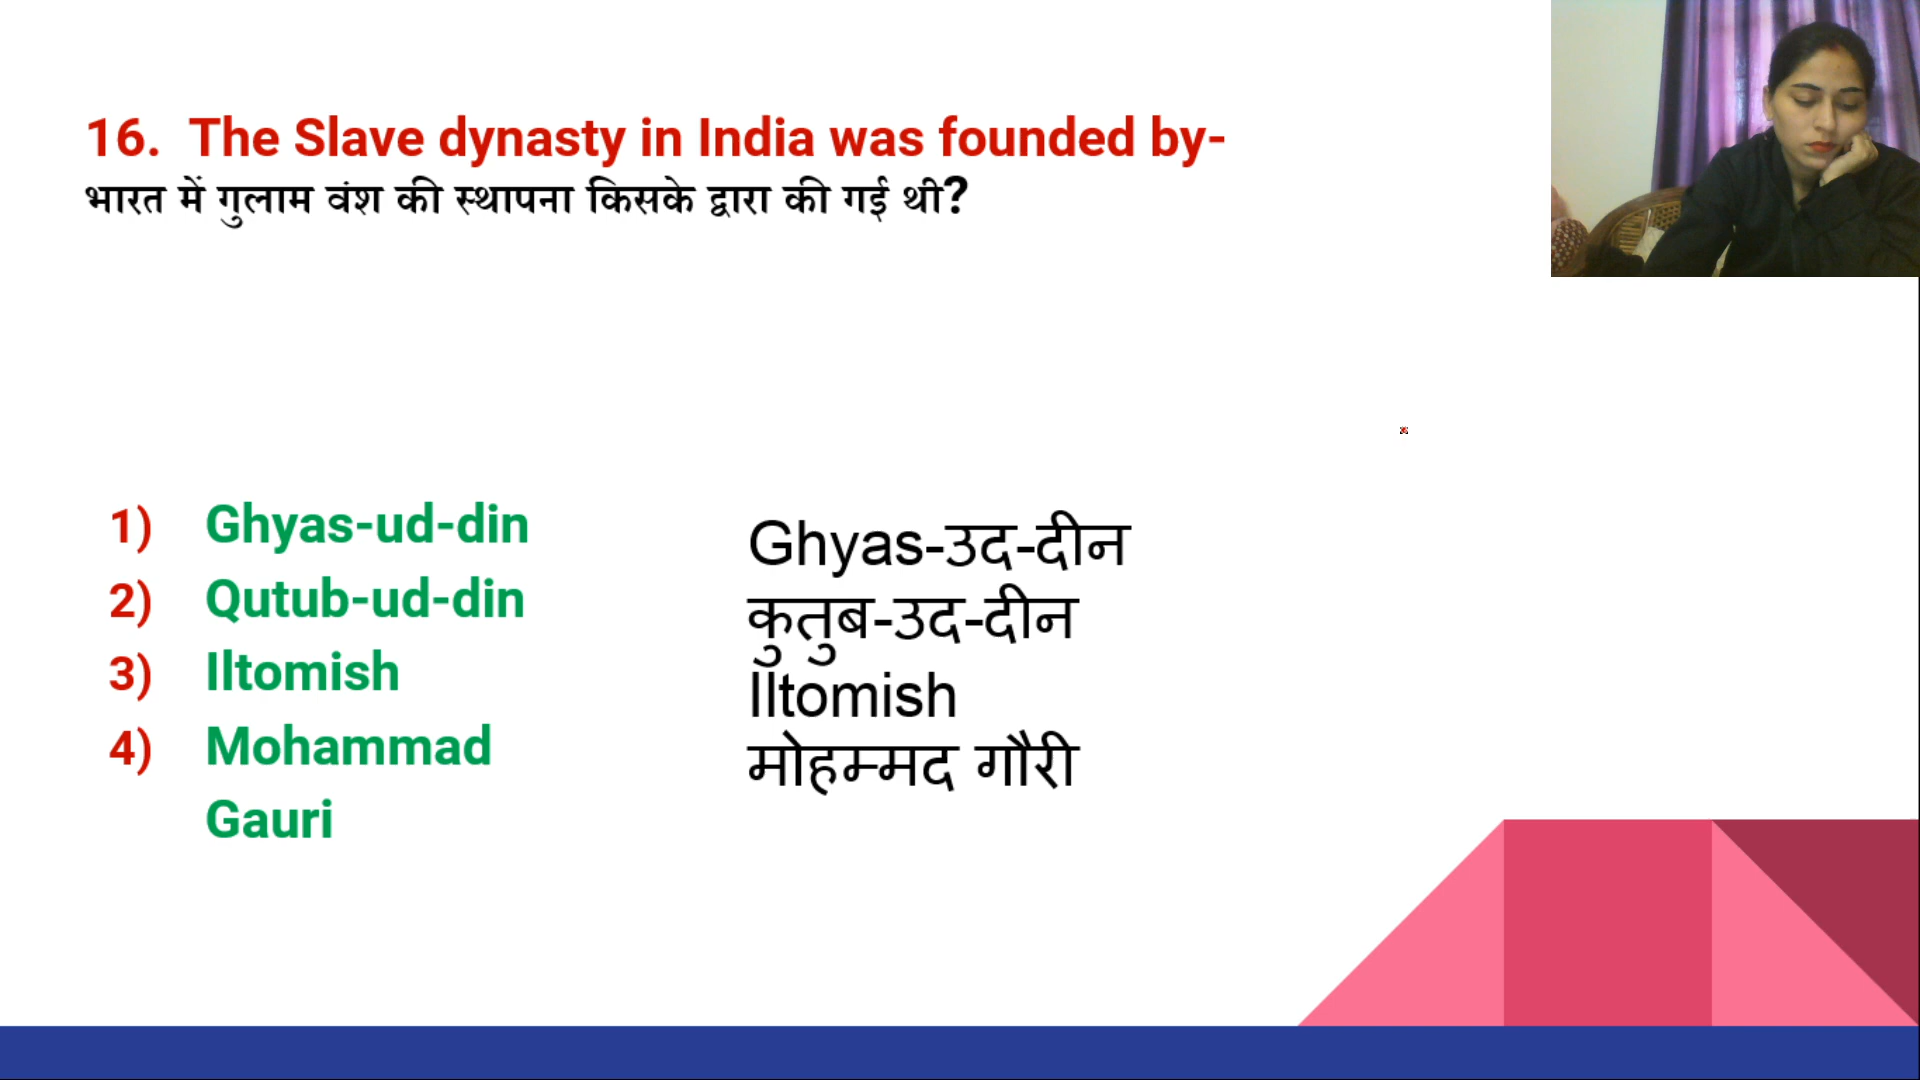 16. The Slave dynasty in India was founded by-
भारत में गुलाम वंश की स्थापना किसके द्वारा की गई थी?
1) Ghyas-ud-din
2) Qutub-ud-din
3) Iltomish
4) Mohammad
Gauri
Ghyas-उद-दीन
कुतुब-उद-दीन
Iltomish
मोहम्मद गौरी